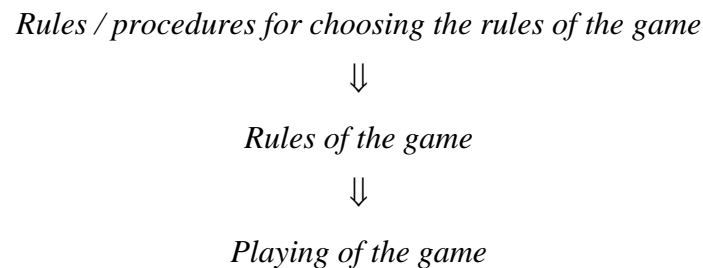 Rules / procedures for choosing the rules of the game
⇓
Rules of the game
⇓
Playing of the game